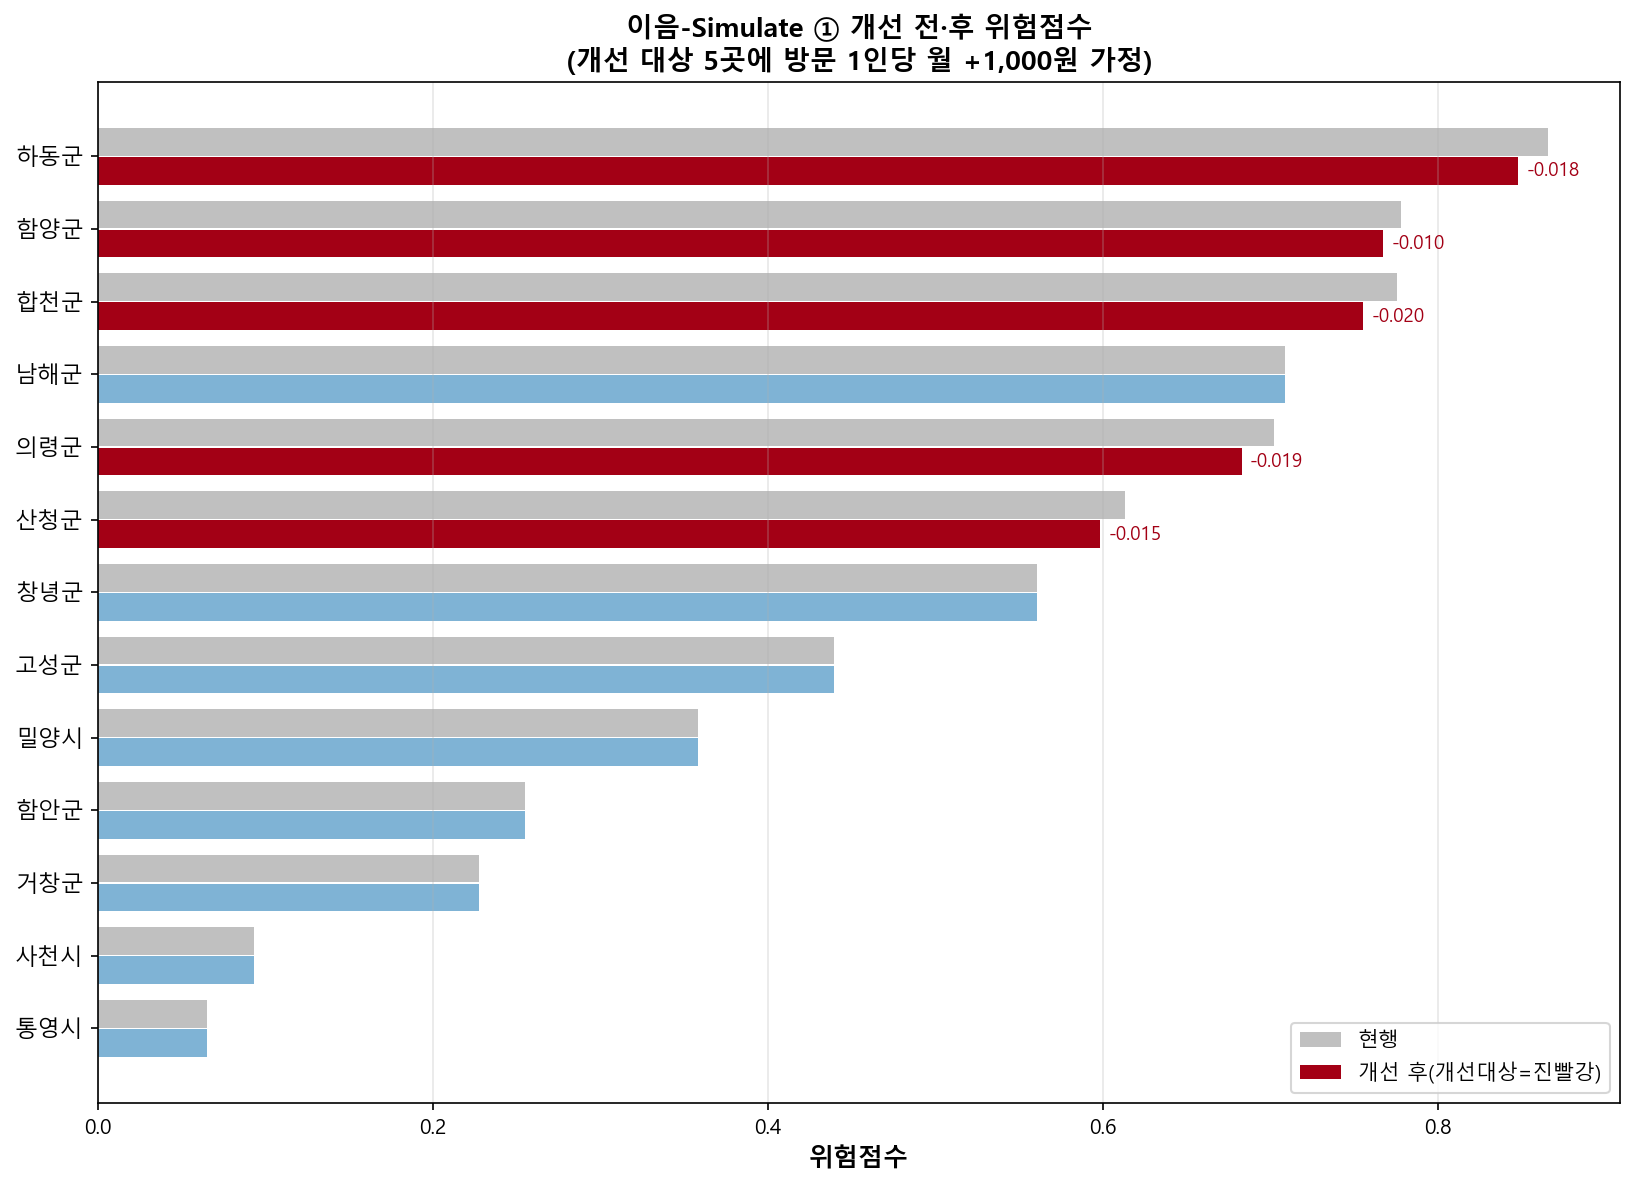 이음-Simulate ① 개선 전·후 위험점수
(개선 대상 5곳에 방문 1인당 월 +1,000원 가정)
하동군
-0.018
함양군
-0.010
합천군
-0.020
남해군
의령군
-0.019
산청군
-0.015
창녕군
고성군
밀양시
함안군
거창군
사천시
통영시
현행
개선 후(개선대상=진빨강)
0.0 0.2 0.4 0.6 0.8
위험점수